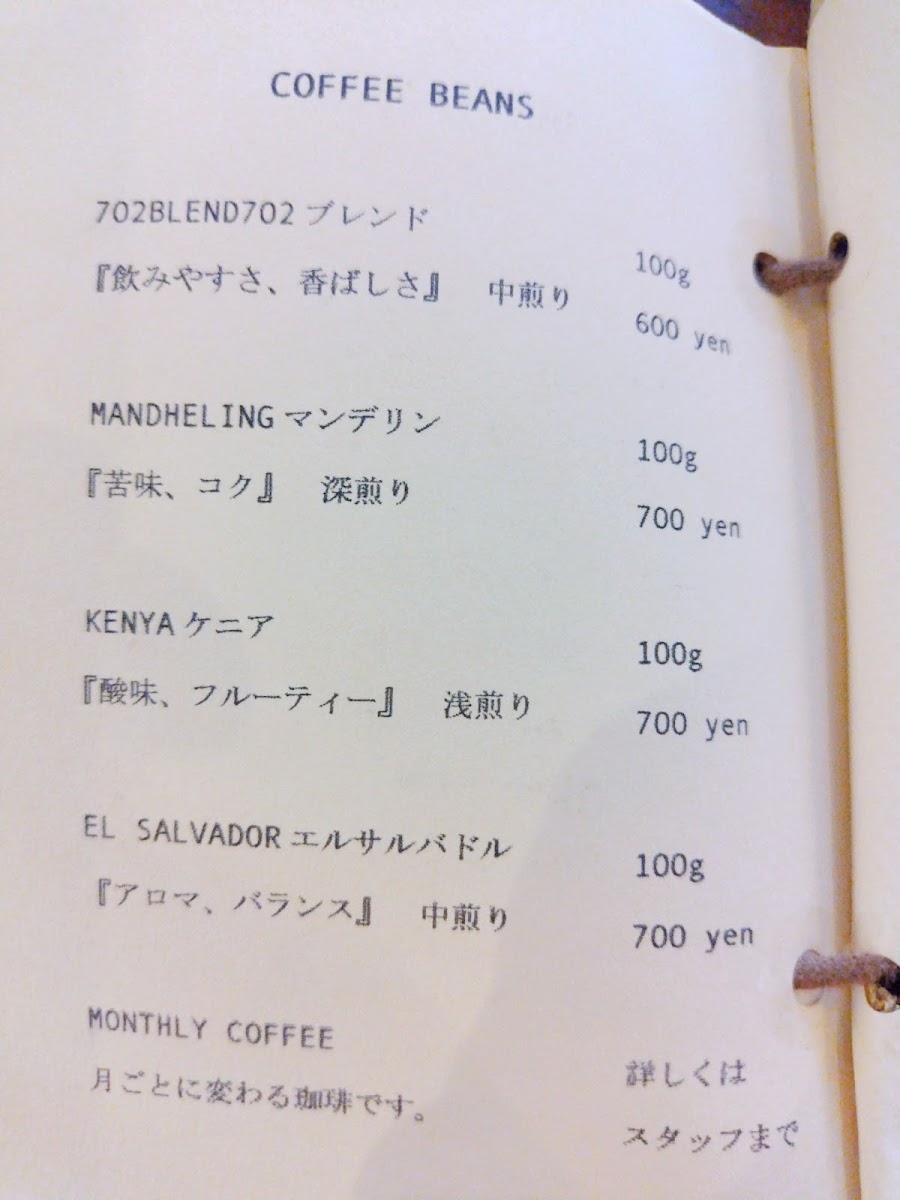 COFFEE BEANS
702BLEND702 ブレンド
100g
『飲みやすさ、香ばしさ』 中煎り
600 yen
MANDHELING マンデリン
100g
『苦味、コク』 深煎り
700 yen
KENYA ケニア
100g
『酸味、フルーティー』 浅煎り
700 yen
EL SALVADOR エルサルバドル
100g
『アロマ、バランス』 中煎り
700 yen
MONTHLY COFFEE
月ごとに変わる珈琲です。
詳しくは
スタッフまで